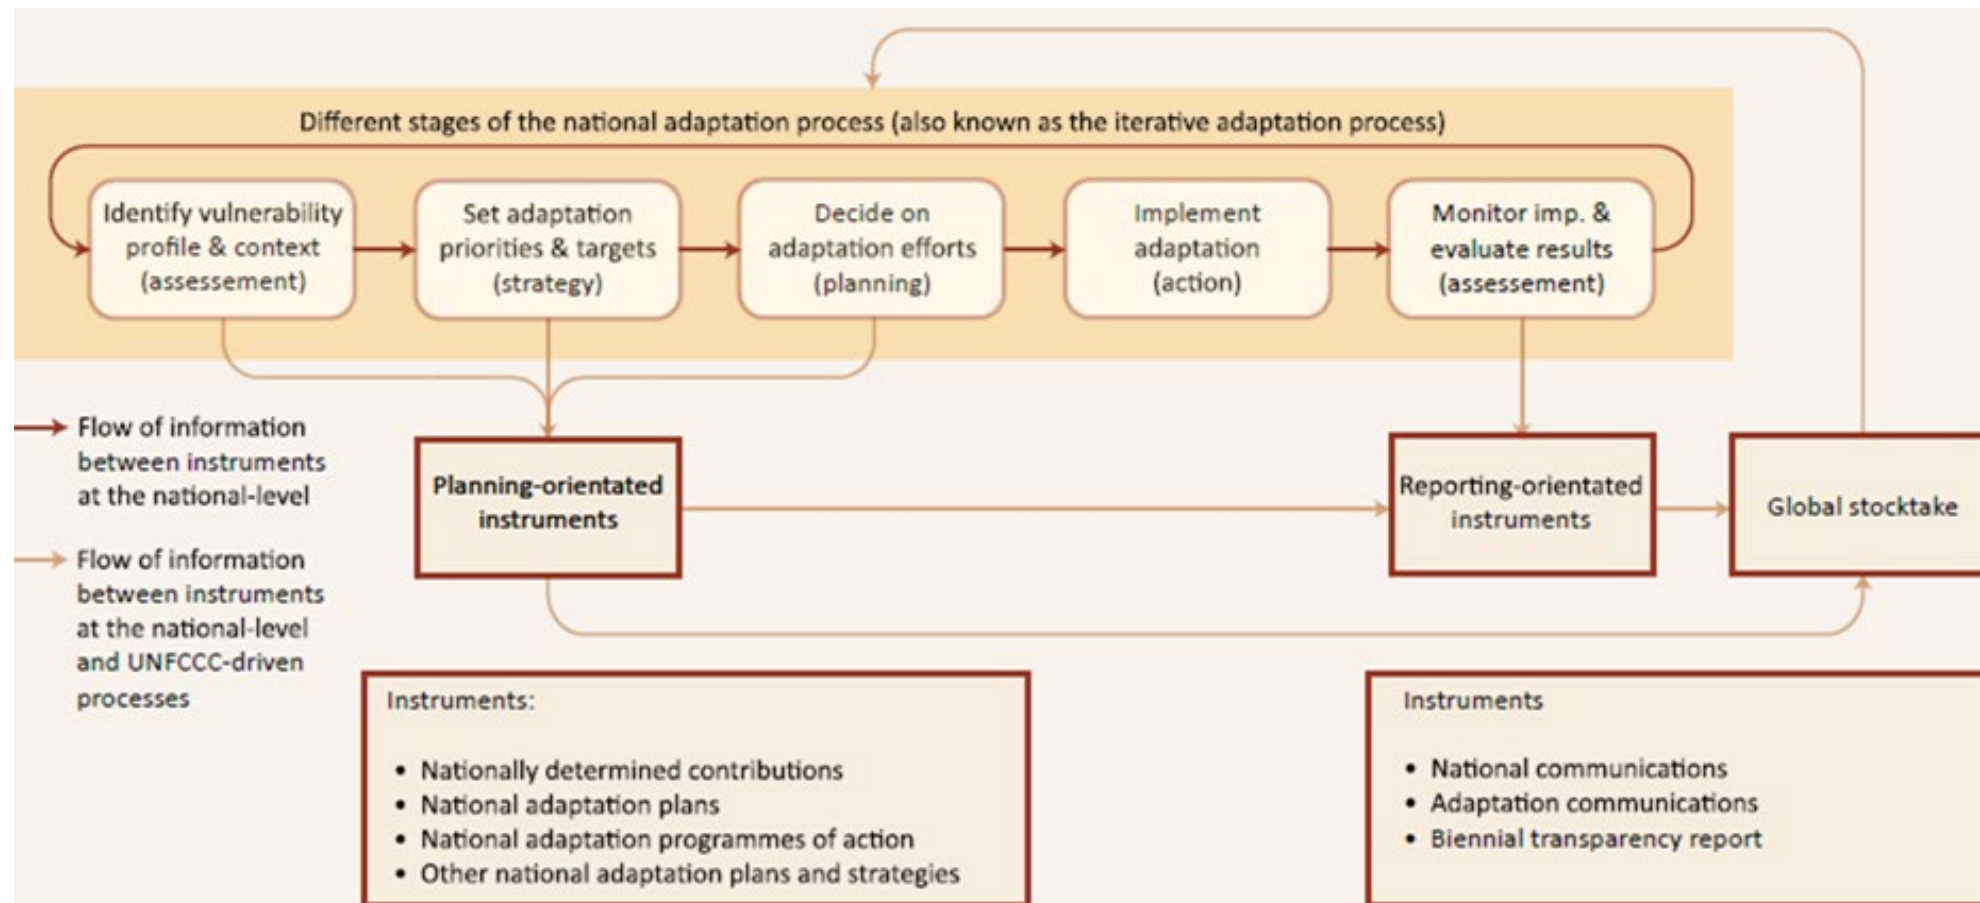 Different stages of the national adaptation process (also known as the iterative adaptation process)
Identify vulnerability
profile & context
(assessement)
Set adaptation
priorities & targets
(strategy)
Decide on
adaptation efforts
(planning)
Implement
adaptation
(action)
Monitor imp. &
evaluate results
(assessement)
Flow of information
between instruments
at the national-level
Flow of information
between instruments
at the national-level
and UNFCCC-driven
processes
Planning-orientated
instruments
Reporting-orientated
instruments
Global stocktake
Instruments:
• Nationally determined contributions
• National adaptation plans
• National adaptation programmes of action
• Other national adaptation plans and strategies
Instruments
• National communications
• Adaptation communications
• Biennial transparency report